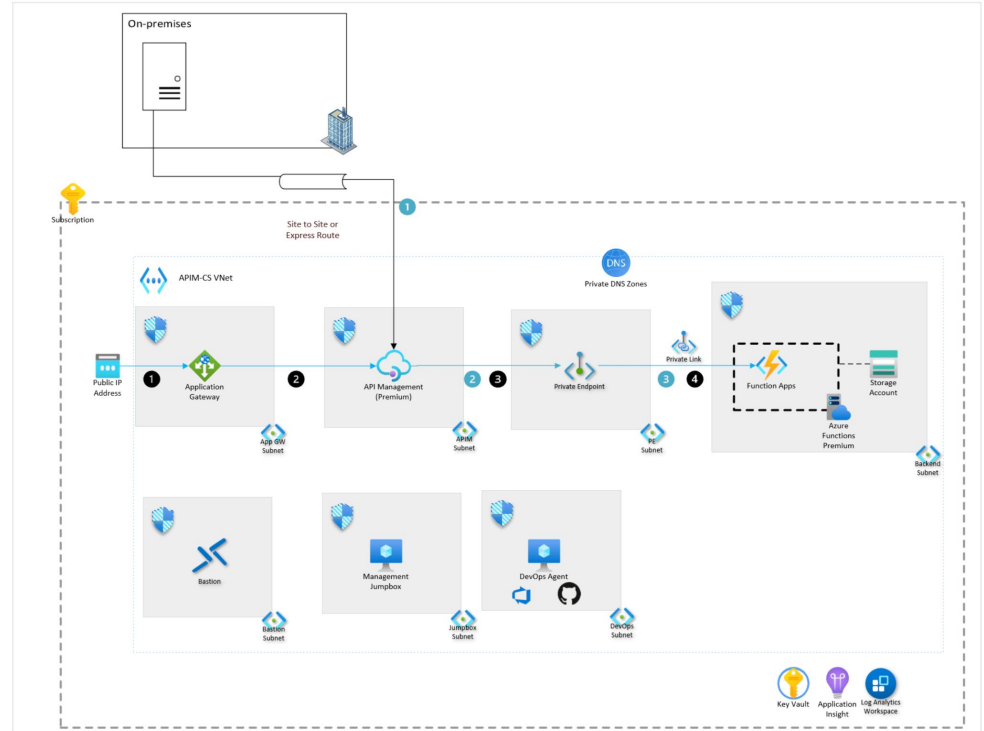 On-premises
1
Subscription
Site to Site or
Express Route
DNS
Private DNS Zones
APIM-CS VNet
Public IP
Address
1
Application
Gateway
2
API Management
(Premium)
2
3
Private Endpoint
Private Link
3
4
Function Apps
Storage
Account
Azure
Functions
Premium
App GW
Subnet
APIM
Subnet
PE
Subnet
Backend
Subnet
Bastion
Management
Jumpbox
DevOps Agent
Bastion
Subnet
Jumpbox
Subnet
DevOps
Subnet
Key Vault
Application
Insight
Log Analytics
Workspace